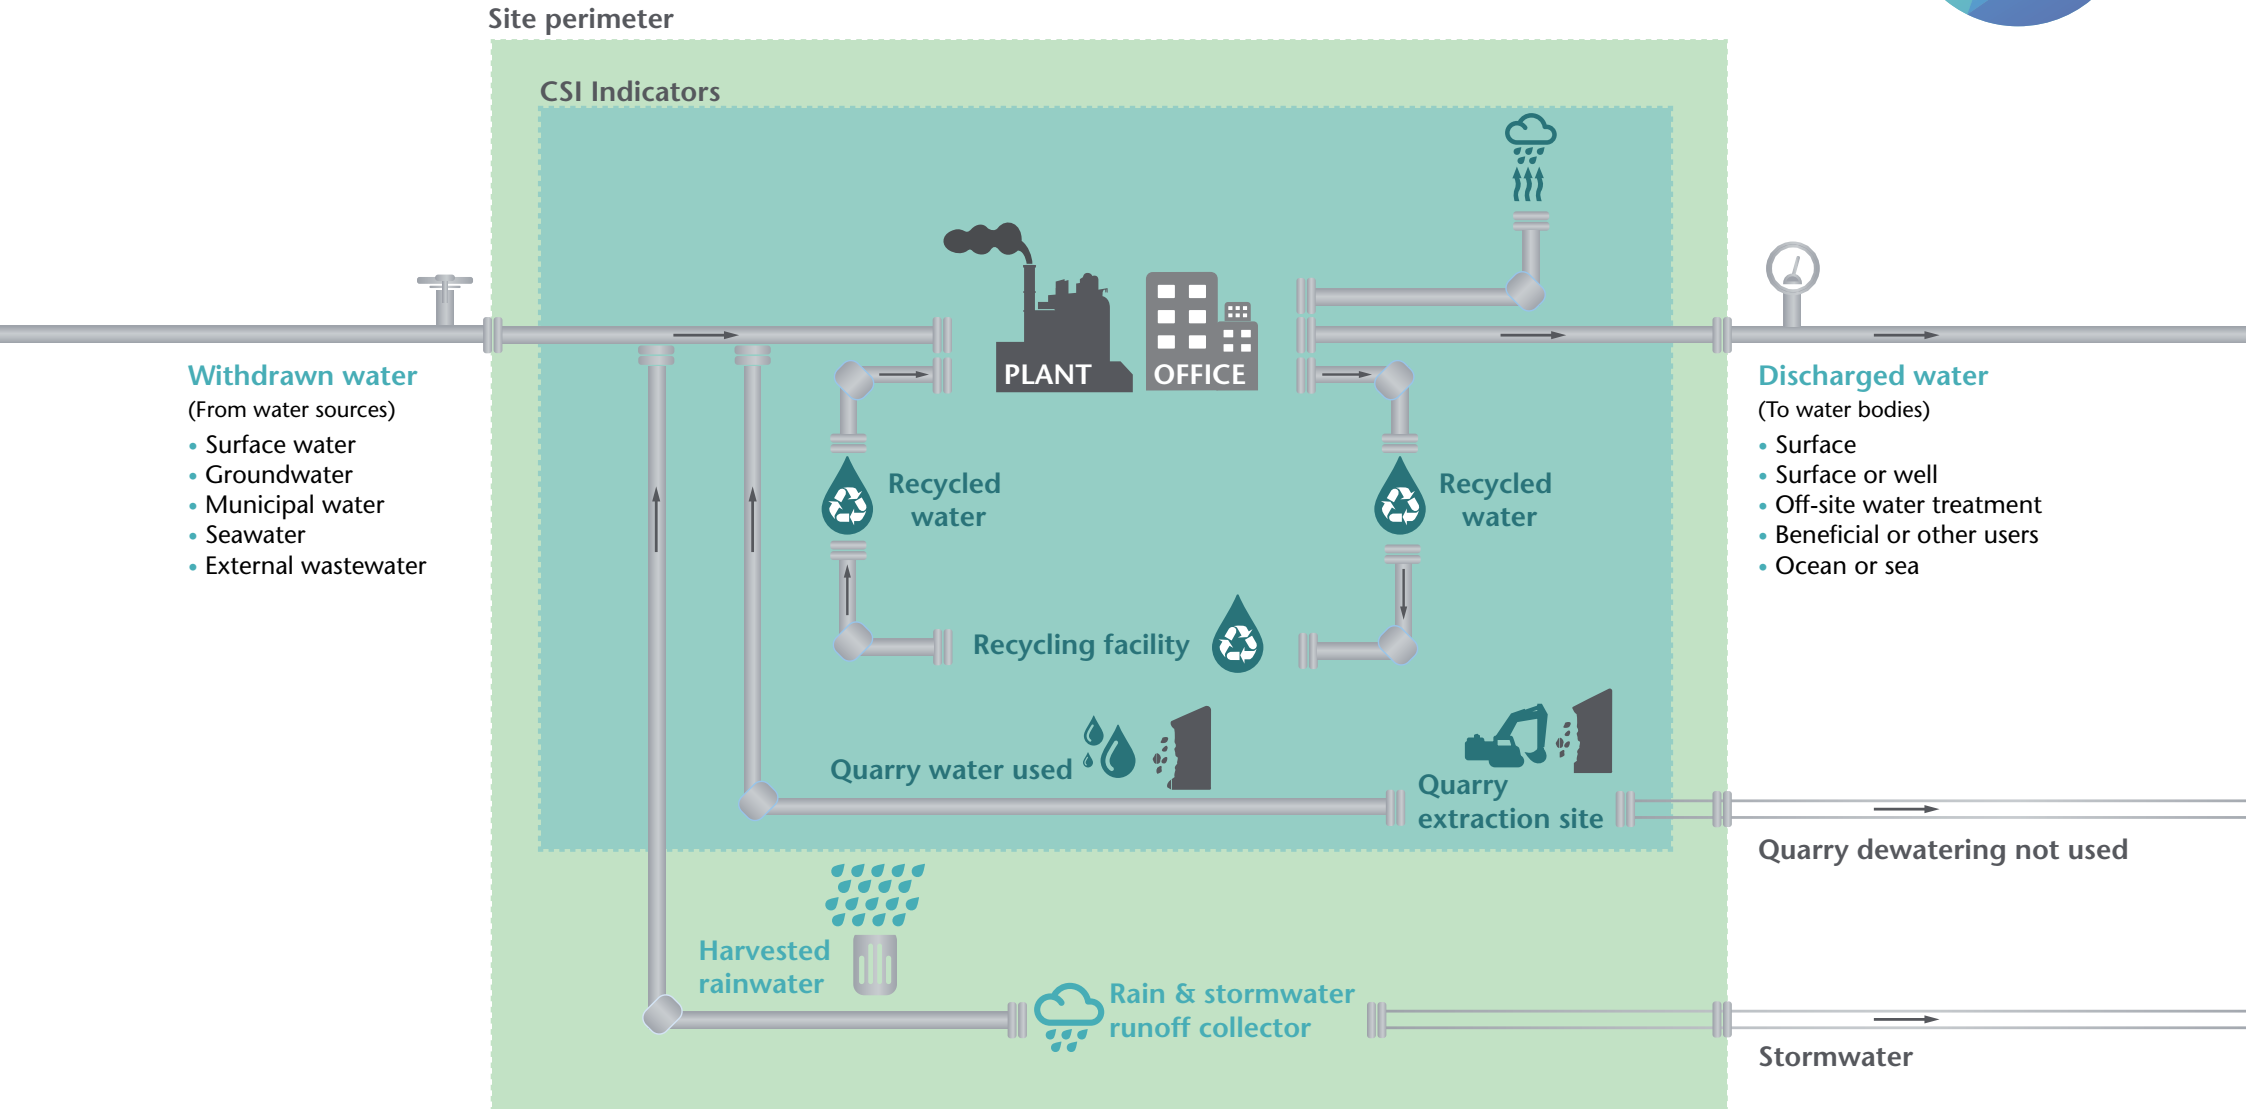 Site perimeter
CSI Indicators
PLANT
OFFICE
Withdrawn water
(From water sources)
• Surface water
• Groundwater
• Municipal water
• Seawater
• External wastewater
Discharged water
(To water bodies)
• Surface
• Surface or well
• Off-site water treatment
• Beneficial or other users
• Ocean or sea
Recycled
water
Recycled
water
Recycling facility
Quarry water used
Quarry
extraction site
Quarry dewatering not used
Harvested
rainwater
Rain & stormwater
runoff collector
Stormwater